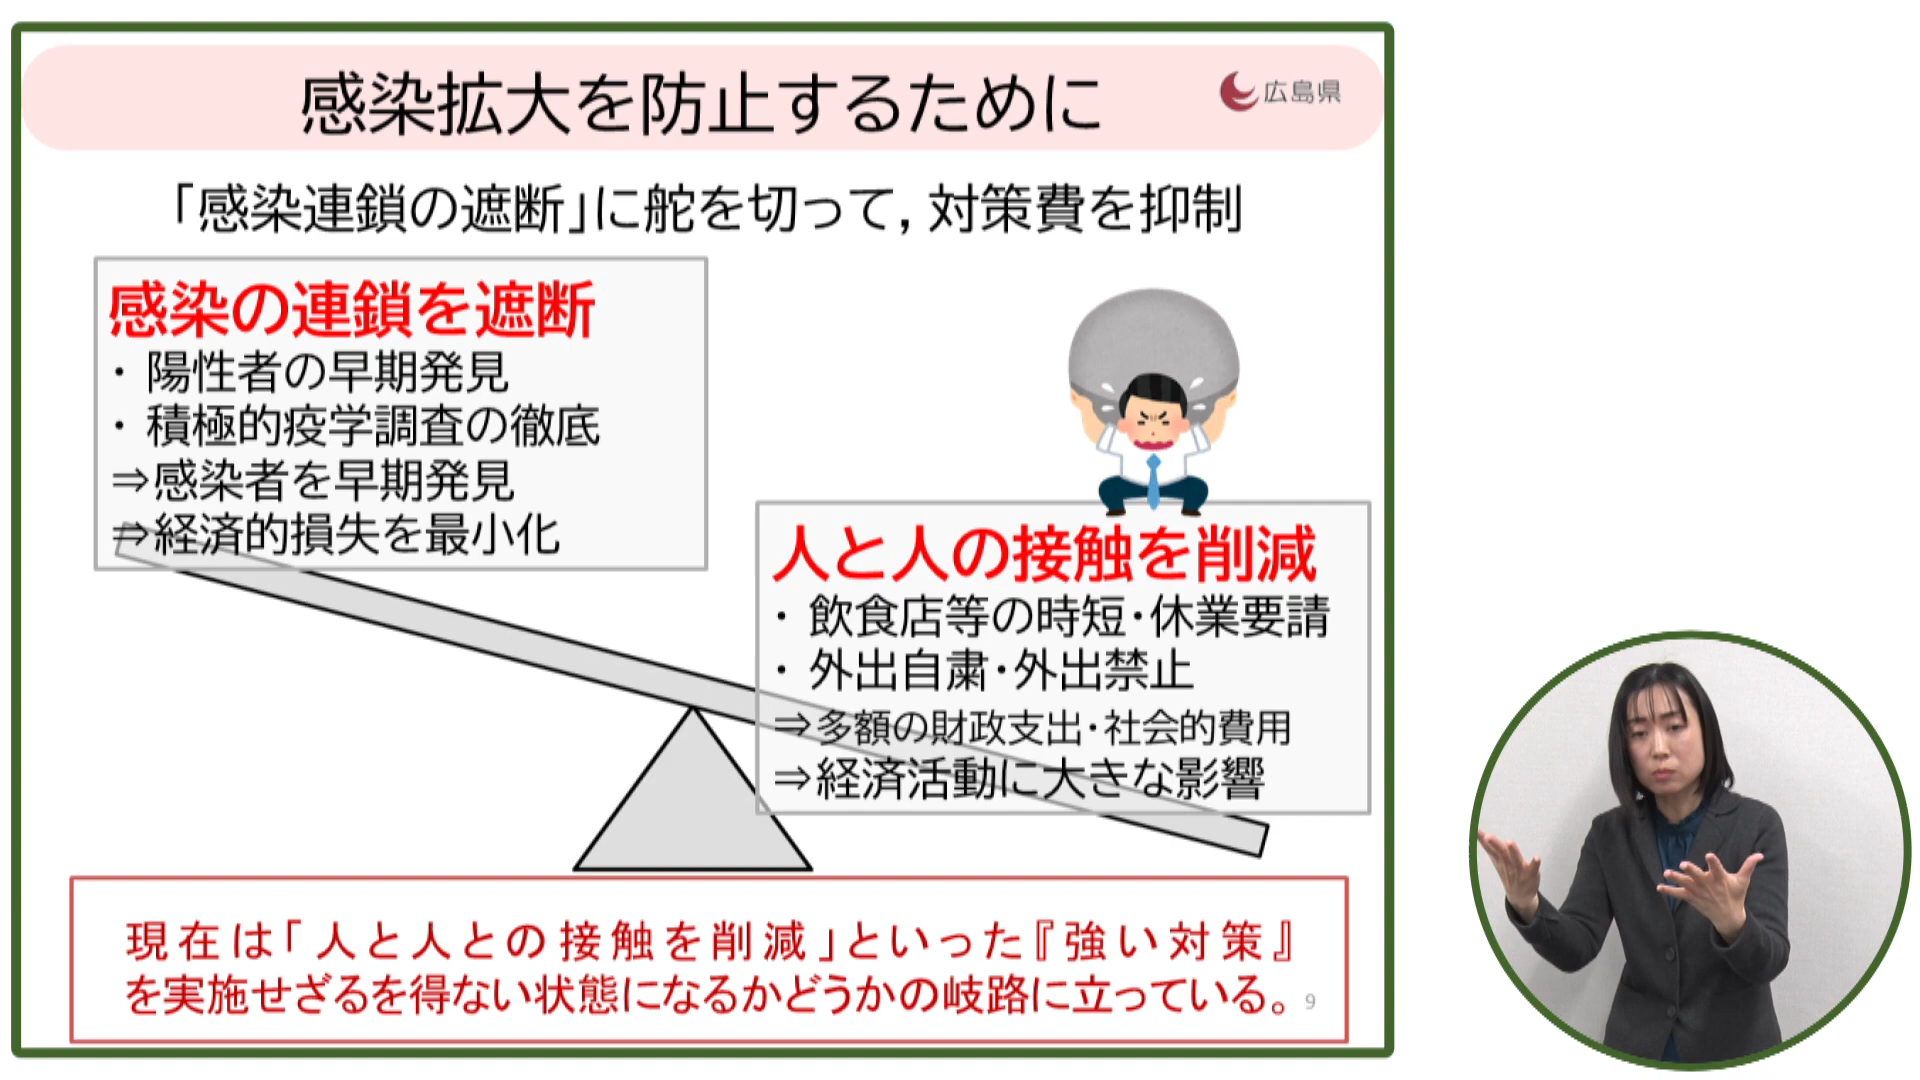 感染拡大を防止するために
広島県
「感染連鎖の遮断」に舵を切って，対策費を抑制
感染の連鎖を遮断
・ 陽性者の早期発見
・ 積極的疫学調査の徹底
⇒感染者を早期発見
⇒経済的損失を最小化
人と人の接触を削減
・ 飲食店等の時短・休業要請
・ 外出自粛・外出禁止
⇒多額の財政支出・社会的費用
⇒経済活動に大きな影響
現在は「人と人との接触を削減」といった『強い対策』
を実施せざるを得ない状態になるかどうかの岐路に立っている。
9